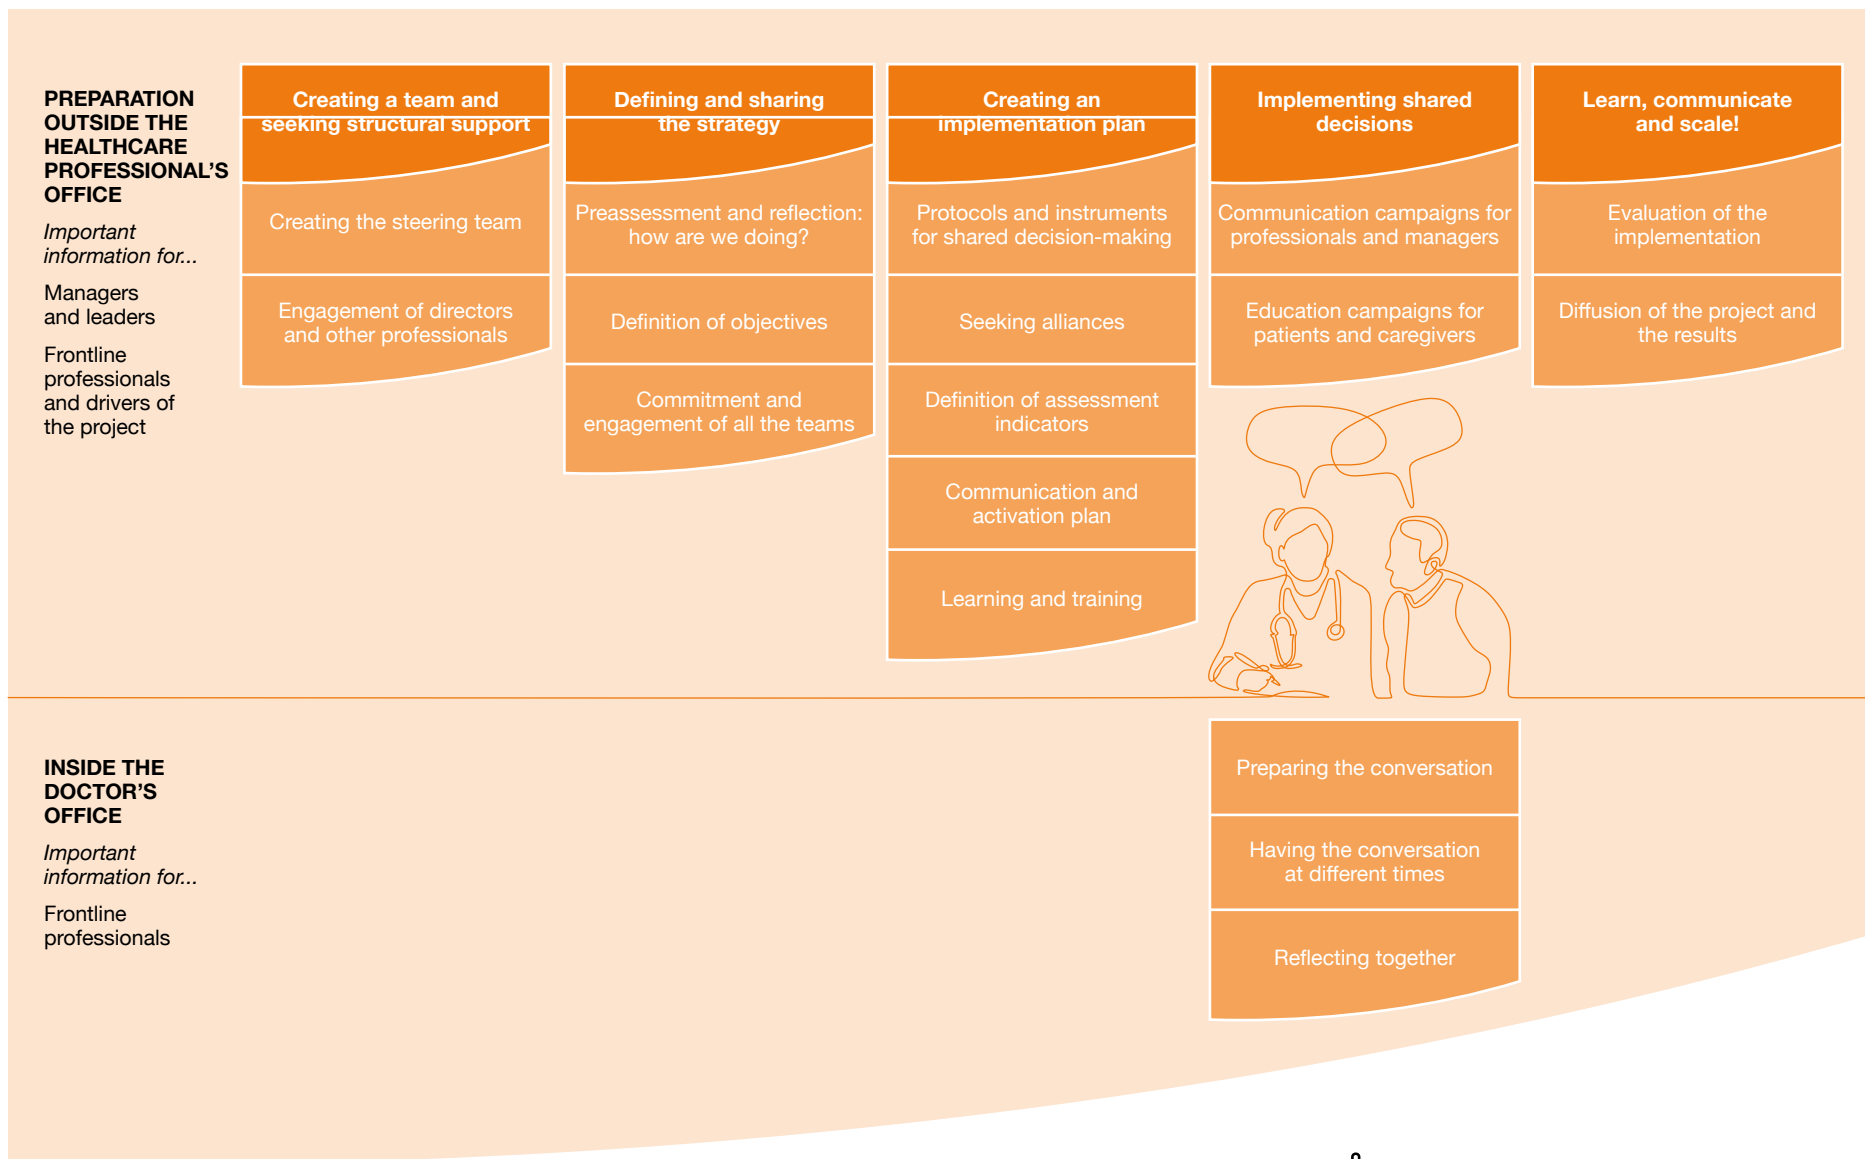 PREPARATION
OUTSIDE THE
HEALTHCARE
PROFESSIONAL'S
OFFICE
Important
information for...
Managers
and leaders
Frontline
professionals
and drivers of
the project
Creating a team and
seeking structural support
Creating the steering team
Engagement of directors
and other professionals
Defining and sharing
the strategy
Preassessment and reflection:
how are we doing?
Definition of objectives
Commitment and
engagement of all the teams
Creating an
implementation plan
Protocols and instruments
for shared decision-making
Seeking alliances
Definition of assessment
indicators
Communication and
activation plan
Learning and training
Implementing shared
decisions
Communication campaigns for
professionals and managers
Education campaigns for
patients and caregivers
Learn, communicate
and scale!
Evaluation of the
implementation
Diffusion of the project and
the results
INSIDE THE
DOCTOR'S
OFFICE
Important
information for...
Frontline
professionals
Preparing the conversation
Having the conversation
at different times
Reflecting together